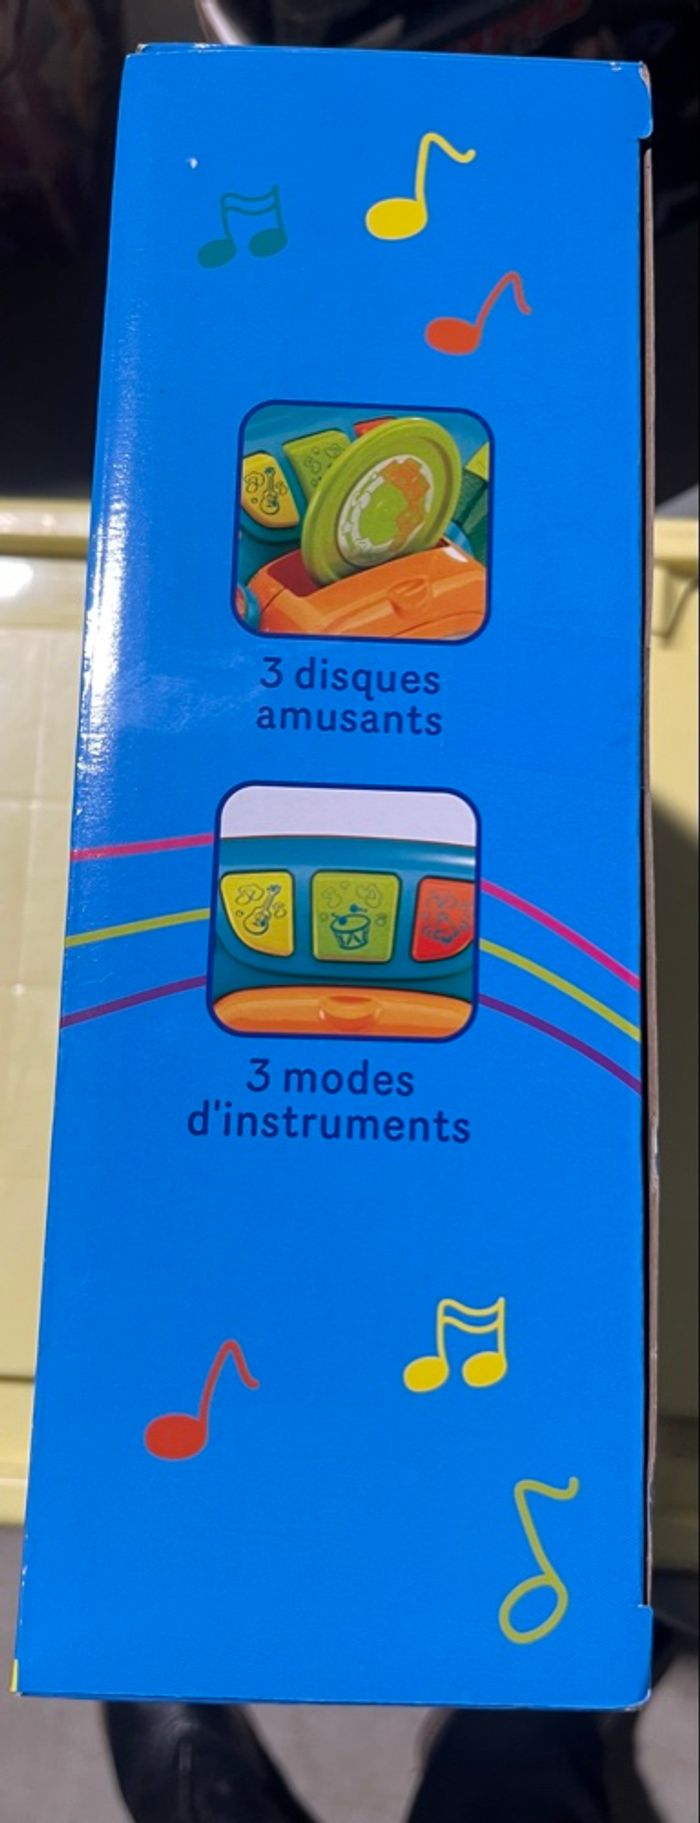 3 disques
amusants
3 modes
d'instruments